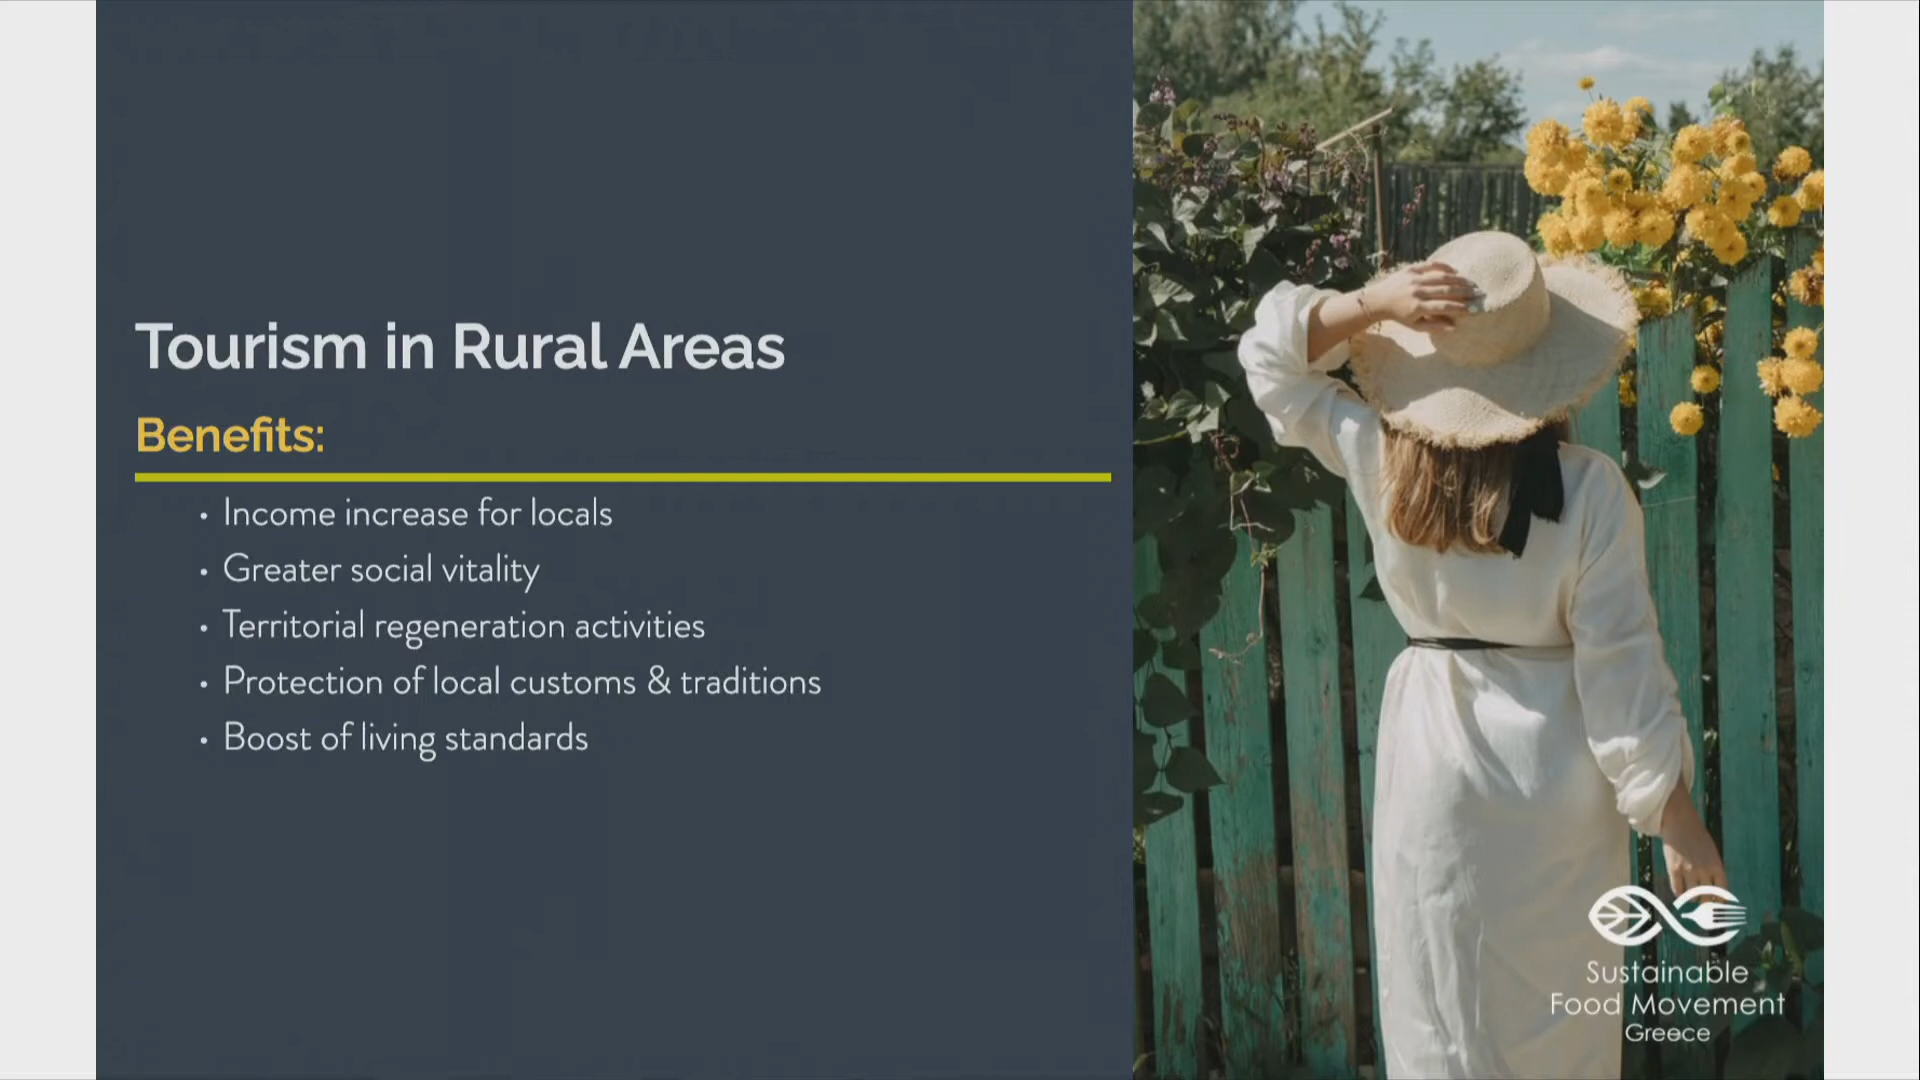 Tourism in Rural Areas
Benefits:
• Income increase for locals
• Greater social vitality
• Territorial regeneration activities
• Protection of local customs & traditions
• Boost of living standards
Sustainable
Food Movement
Greece